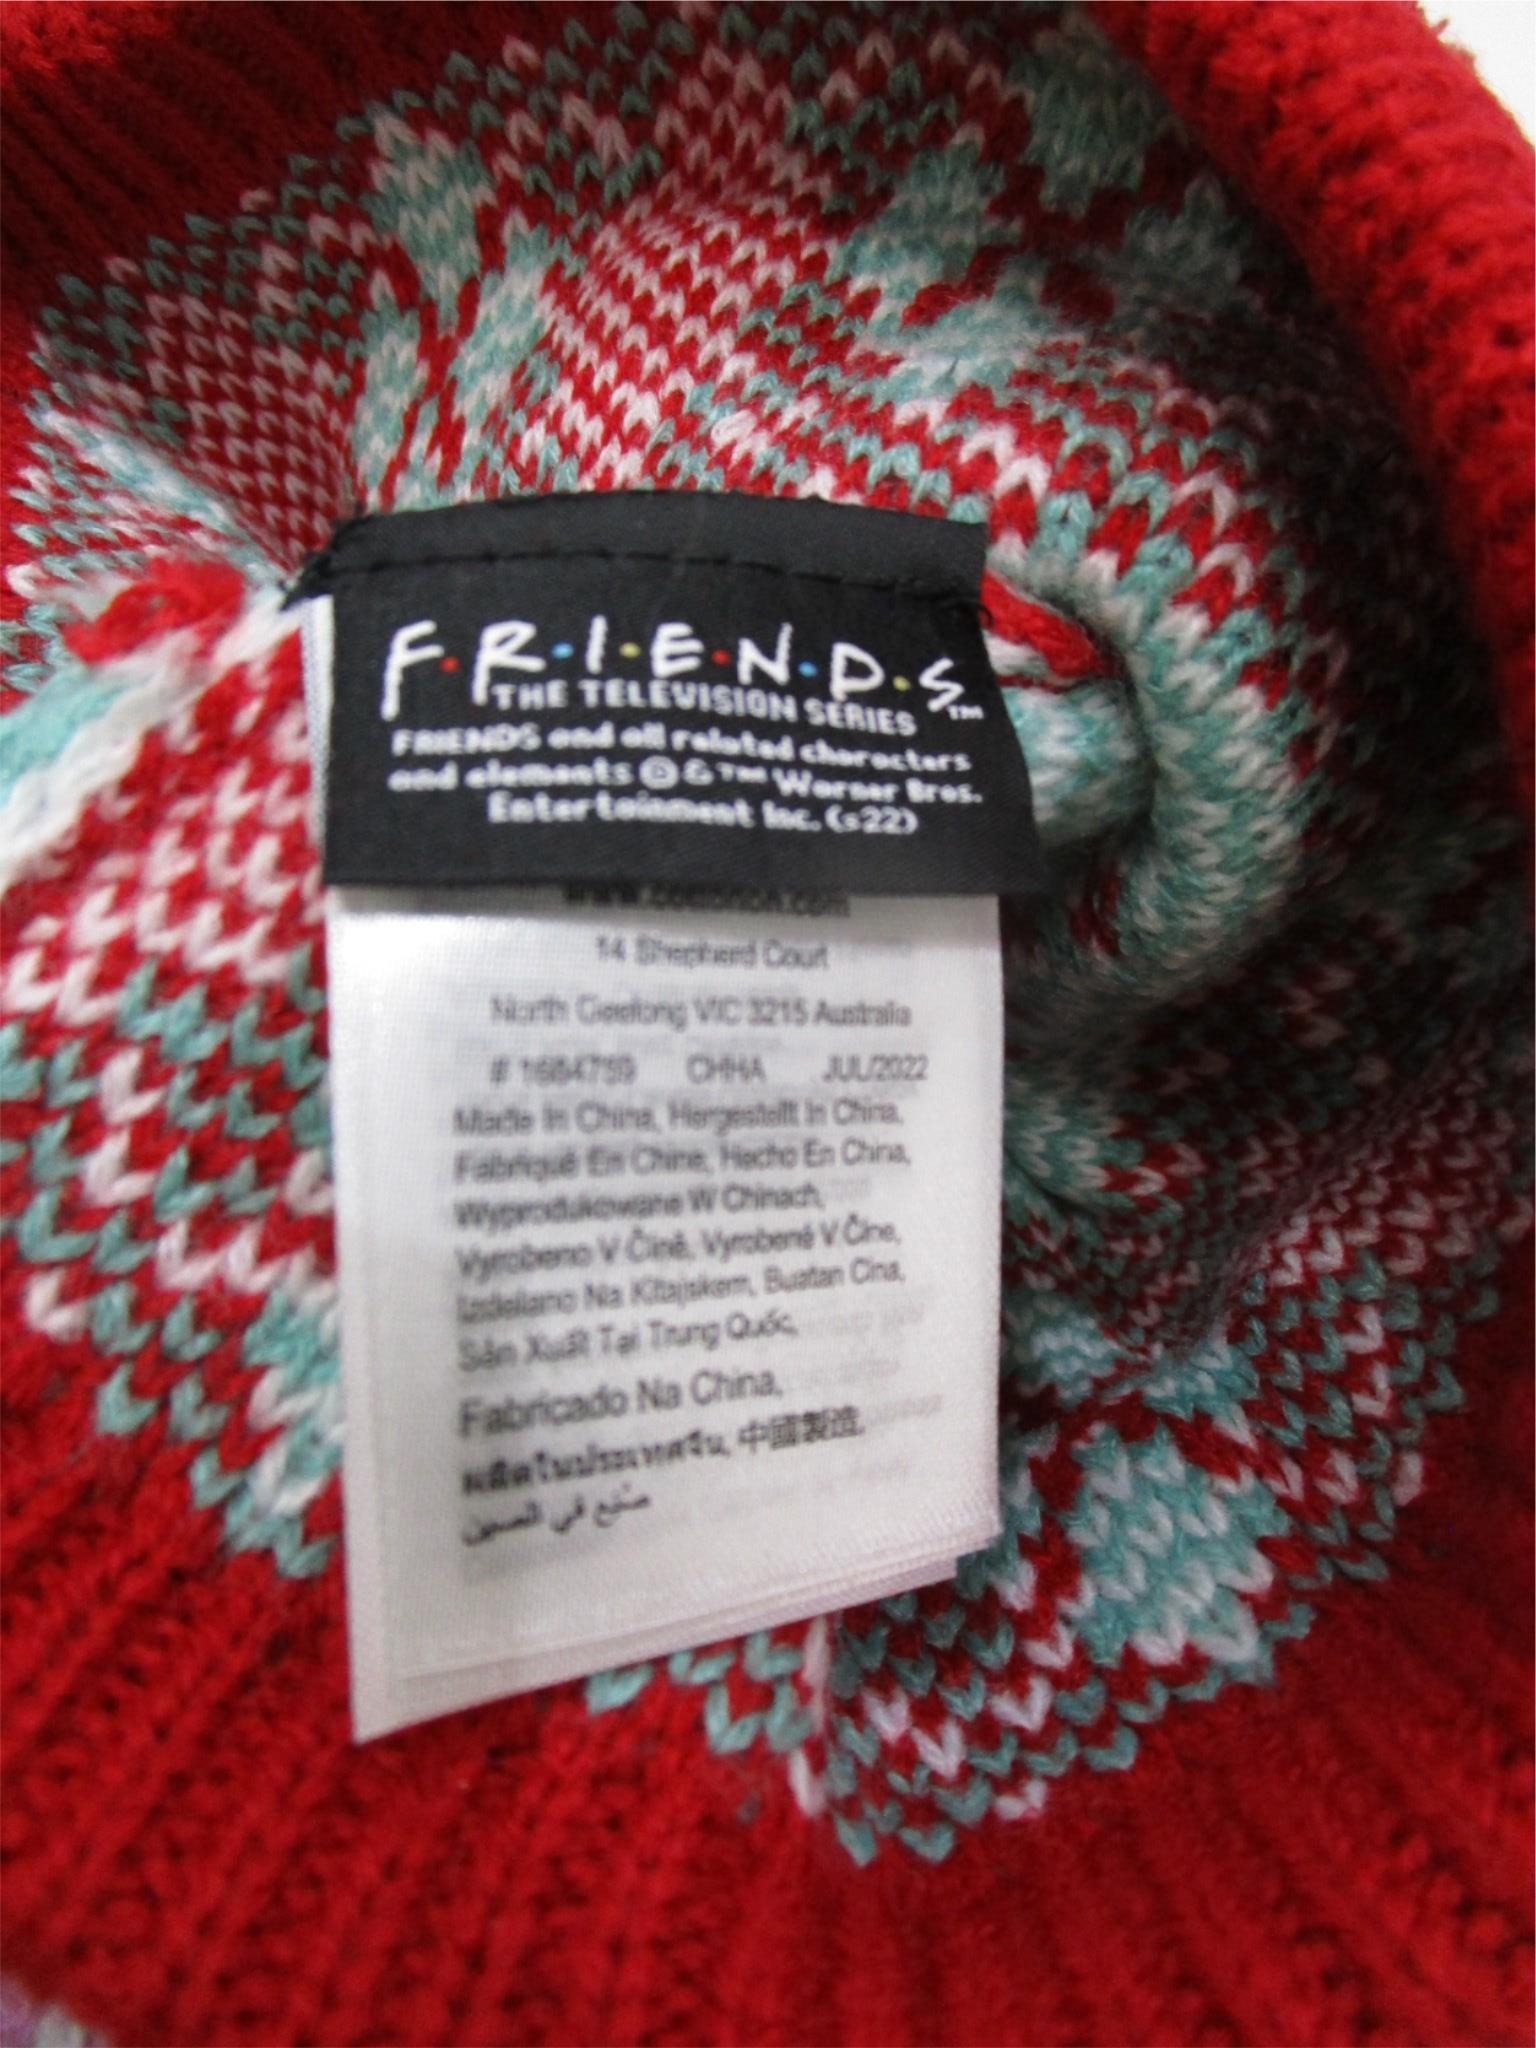 F·R·I·E·N·D·S™
THE TELEVISION SERIES
FRIENDS and all related characters
and elements © & ™ Warner Bros.
Entertainment Inc. (s22)
14 Shepherd Court
North Geelong VIC 3215 Australia
# 1684759 CHHA JUL/2022
Made In China, Hergestellt In China,
Fabriqué En Chine, Hecho En China,
Wyprodukowane W Chinach,
Vyrobeno V Číně, Vyrobené V Číne,
Izdelano Na Kitajskem, Buatan Cina,
Sản Xuất Tại Trung Quốc,
Fabricado Na China,
ผลิตในประเทศจีน, 中國製造,
صنع في الصين